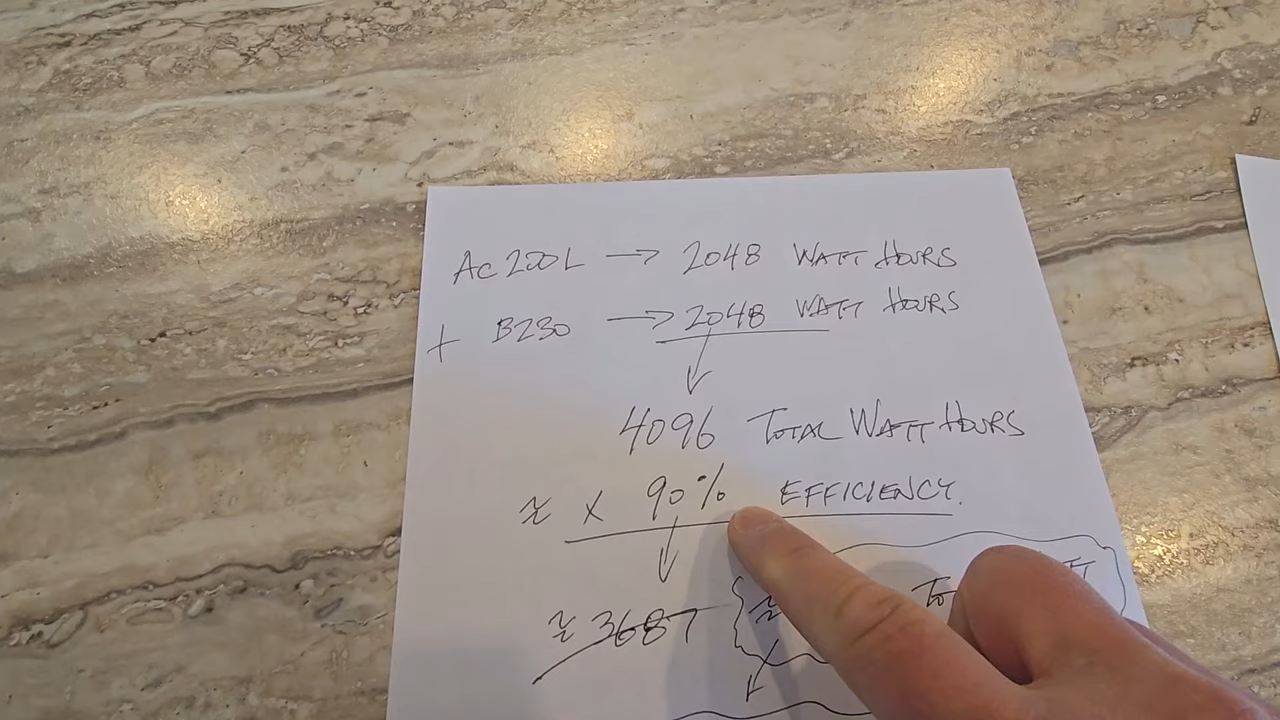 AC200L → 2048 WATT HOURS
+ B230 → 2048 WATT HOURS
4096 TOTAL WATT HOURS
≈ X 90% EFFICIENCY.
≈ 3687